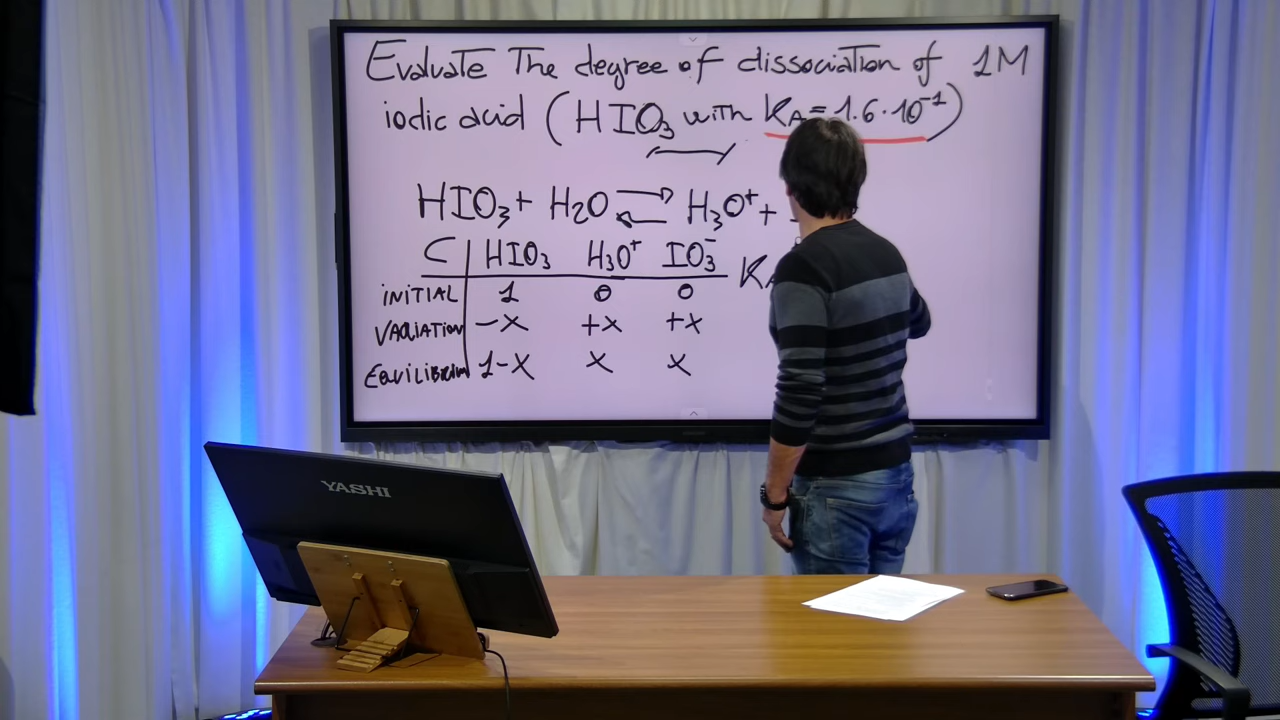 Evaluate The degree of dissociation of 1M
iodic acid (HIO₃ with KA = 1.6·10⁻¹)
HIO₃ + H₂O ⇌ H₃O⁺ +
C HIO₃ H₃O⁺ IO₃⁻ KA
INITIAL 1 0 0
VARIATION -X +X +X
EQUILIBRIUM 1-X X X
YASHI